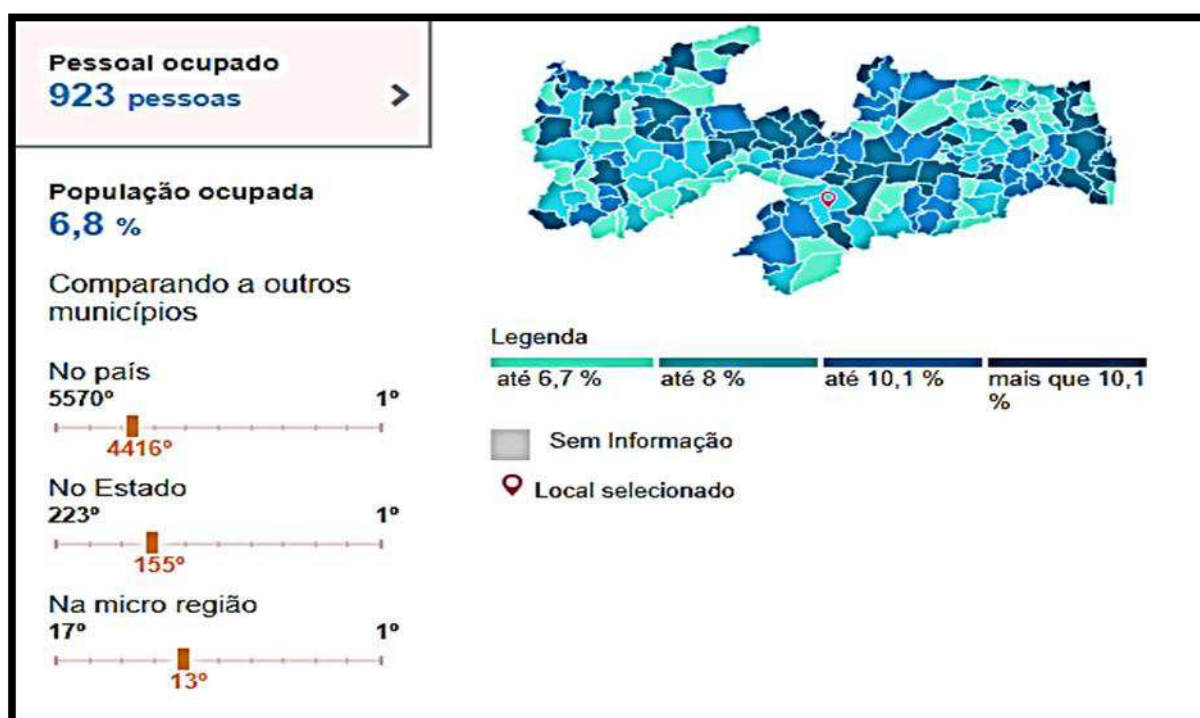 Pessoal ocupado
923 pessoas
População ocupada
6,8 %
Comparando a outros
municípios
No país
5570º 1º
4416º
No Estado
223º 1º
155º
Na micro região
17º 1º
13º
Legenda
até 6,7 % até 8 % até 10,1 % mais que 10,1
%
Sem Informação
Local selecionado